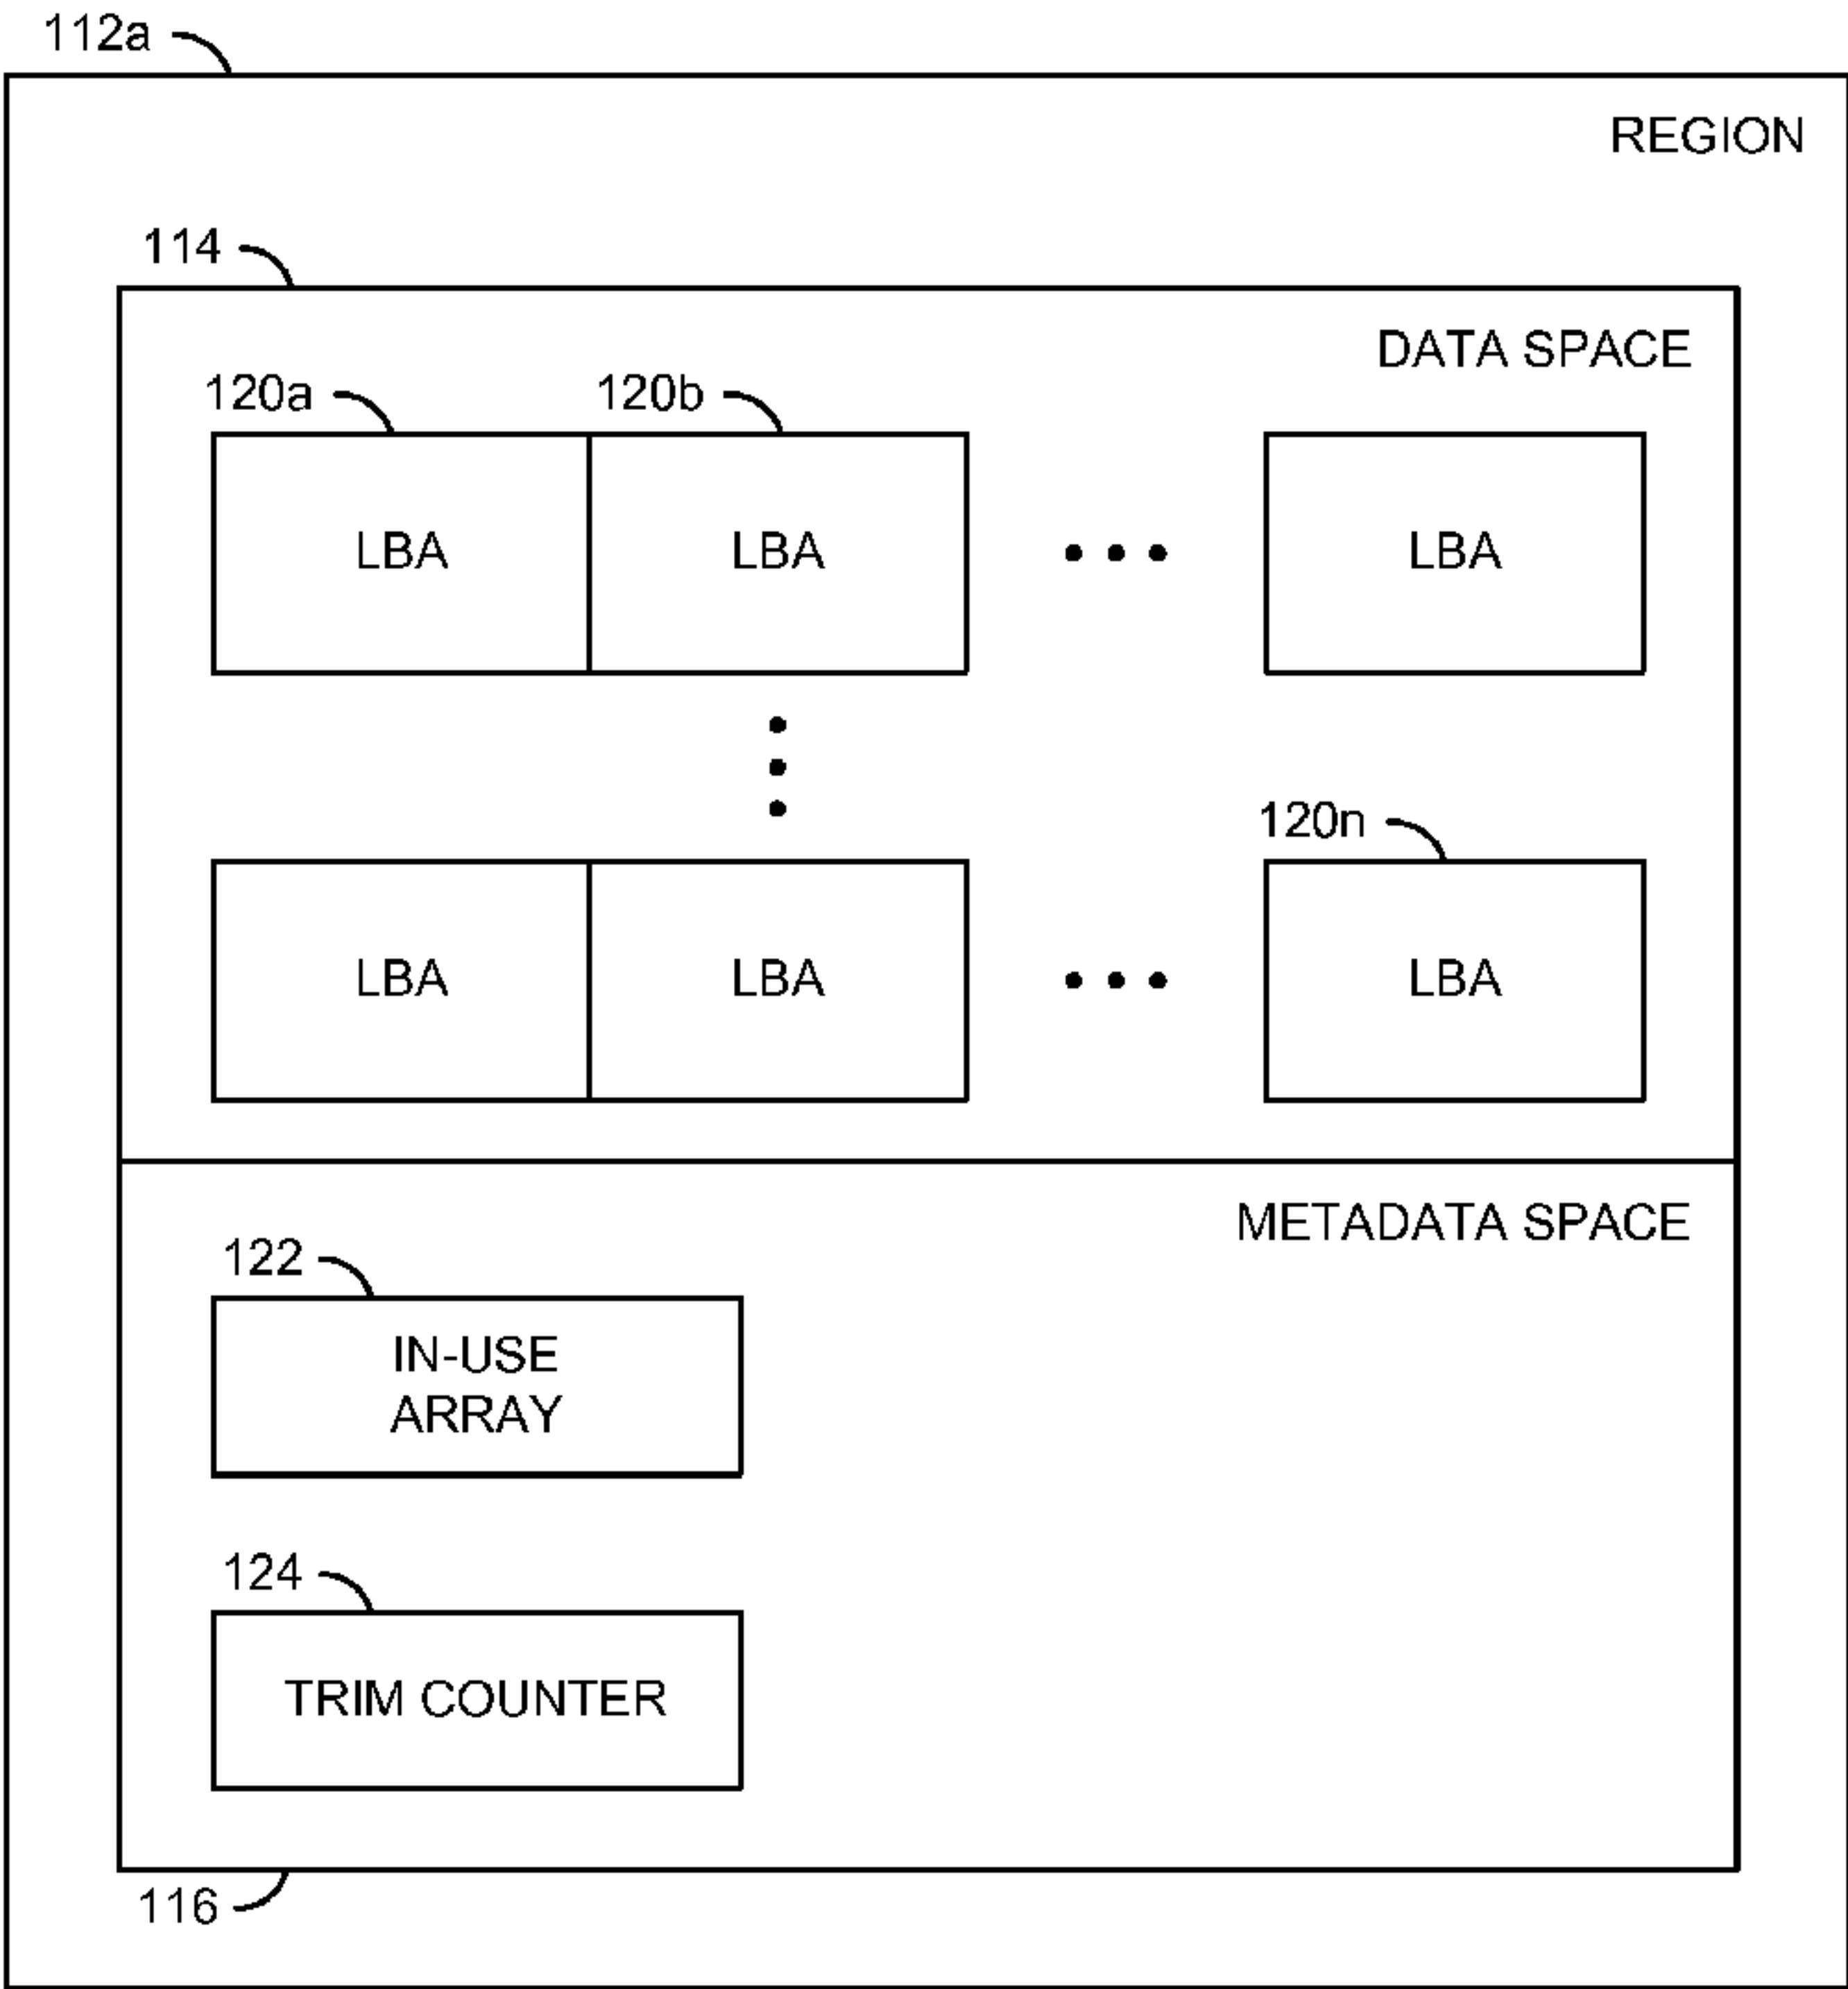 112a
REGION
114
DATA SPACE
120a
120b
LBA
LBA
LBA
120n
LBA
LBA
LBA
METADATA SPACE
122
IN-USE
ARRAY
124
TRIM COUNTER
116